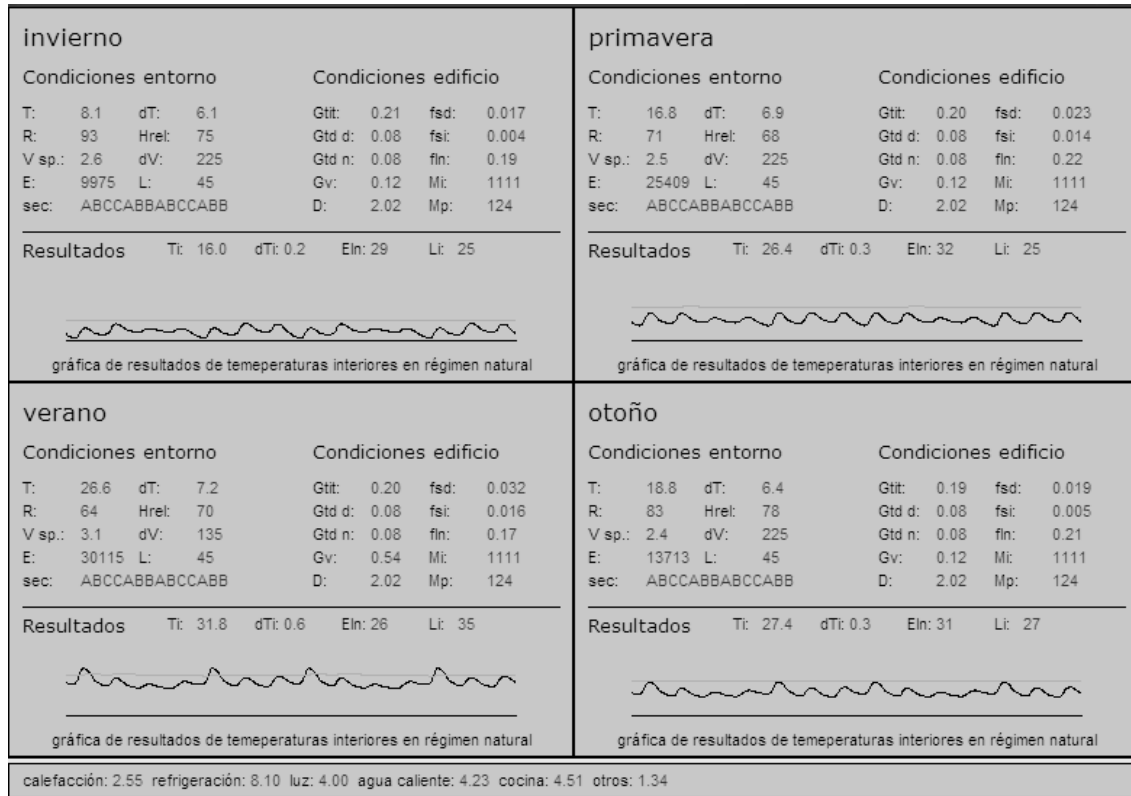 invierno
Condiciones entorno Condiciones edificio
T: 8.1 dT: 6.1 Gtit: 0.21 fsd: 0.017
R: 93 Hrel: 75 Gtd d: 0.08 fsi: 0.004
V sp.: 2.6 dV: 225 Gtd n: 0.08 fln: 0.19
E: 9975 L: 45 Gv: 0.12 Mi: 1111
sec: ABCCABBABCCABB D: 2.02 Mp: 124
Resultados Ti: 16.0 dTi: 0.2 Eln: 29 Li: 25
gráfica de resultados de temeperaturas interiores en régimen natural
primavera
Condiciones entorno Condiciones edificio
T: 16.8 dT: 6.9 Gtit: 0.20 fsd: 0.023
R: 71 Hrel: 68 Gtd d: 0.08 fsi: 0.014
V sp.: 2.5 dV: 225 Gtd n: 0.08 fln: 0.22
E: 25409 L: 45 Gv: 0.12 Mi: 1111
sec: ABCCABBABCCABB D: 2.02 Mp: 124
Resultados Ti: 26.4 dTi: 0.3 Eln: 32 Li: 25
gráfica de resultados de temeperaturas interiores en régimen natural
verano
Condiciones entorno Condiciones edificio
T: 26.6 dT: 7.2 Gtit: 0.20 fsd: 0.032
R: 64 Hrel: 70 Gtd d: 0.08 fsi: 0.016
V sp.: 3.1 dV: 135 Gtd n: 0.08 fln: 0.17
E: 30115 L: 45 Gv: 0.54 Mi: 1111
sec: ABCCABBABCCABB D: 2.02 Mp: 124
Resultados Ti: 31.8 dTi: 0.6 Eln: 26 Li: 35
gráfica de resultados de temeperaturas interiores en régimen natural
otoño
Condiciones entorno Condiciones edificio
T: 18.8 dT: 6.4 Gtit: 0.19 fsd: 0.019
R: 83 Hrel: 78 Gtd d: 0.08 fsi: 0.005
V sp.: 2.4 dV: 225 Gtd n: 0.08 fln: 0.21
E: 13713 L: 45 Gv: 0.12 Mi: 1111
sec: ABCCABBABCCABB D: 2.02 Mp: 124
Resultados Ti: 27.4 dTi: 0.3 Eln: 31 Li: 27
gráfica de resultados de temeperaturas interiores en régimen natural
calefacción: 2.55 refrigeración: 8.10 luz: 4.00 agua caliente: 4.23 cocina: 4.51 otros: 1.34